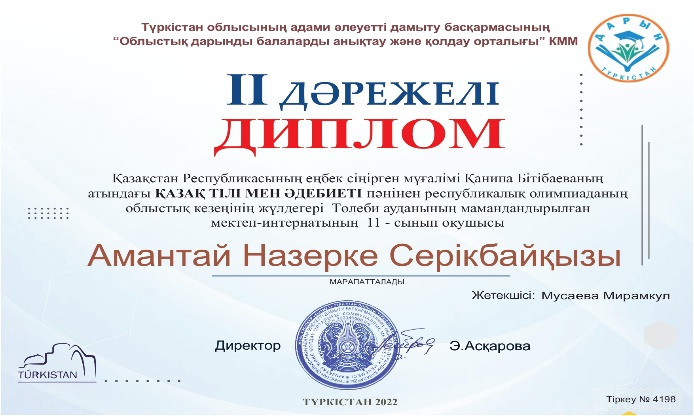 Түркістан облысының адами әлеуетті дамыту басқармасының
“Облыстық дарынды балаларды анықтау және қолдау орталығы” КММ
ДАРЫН
ТҮРКІСТАН
ІІ ДӘРЕЖЕЛІ
ДИПЛОМ
Қазақстан Республикасының еңбек сіңірген мұғалімі Қанипа Бітібаеваның
атындағы ҚАЗАҚ ТІЛІ МЕН ӘДЕБИЕТІ пәнінен республикалық олимпиаданың
облыстық кезеңінің жүлдегері Төлеби ауданының мамандандырылған
мектеп-интернатының 11 - сынып оқушысы
Амантай Назерке Серікбайқызы
МАРАПАТТАЛАДЫ
Жетекшісі: Мусаева Мирамкул
Директор Э.Асқарова
TÜRKISTAN
ТҮРКІСТАН 2022
Тіркеу № 4198